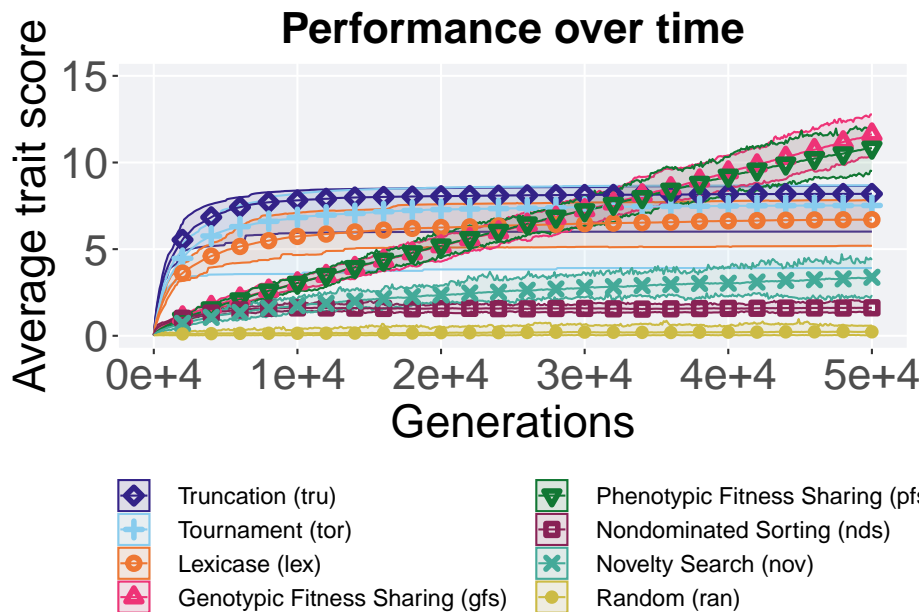 Performance over time
Average trait score
15
10
5
0
0e+4 1e+4 2e+4 3e+4 4e+4 5e+4
Generations
Truncation (tru)
Tournament (tor)
Lexicase (lex)
Genotypic Fitness Sharing (gfs)
Phenotypic Fitness Sharing (pfs
Nondominated Sorting (nds)
Novelty Search (nov)
Random (ran)